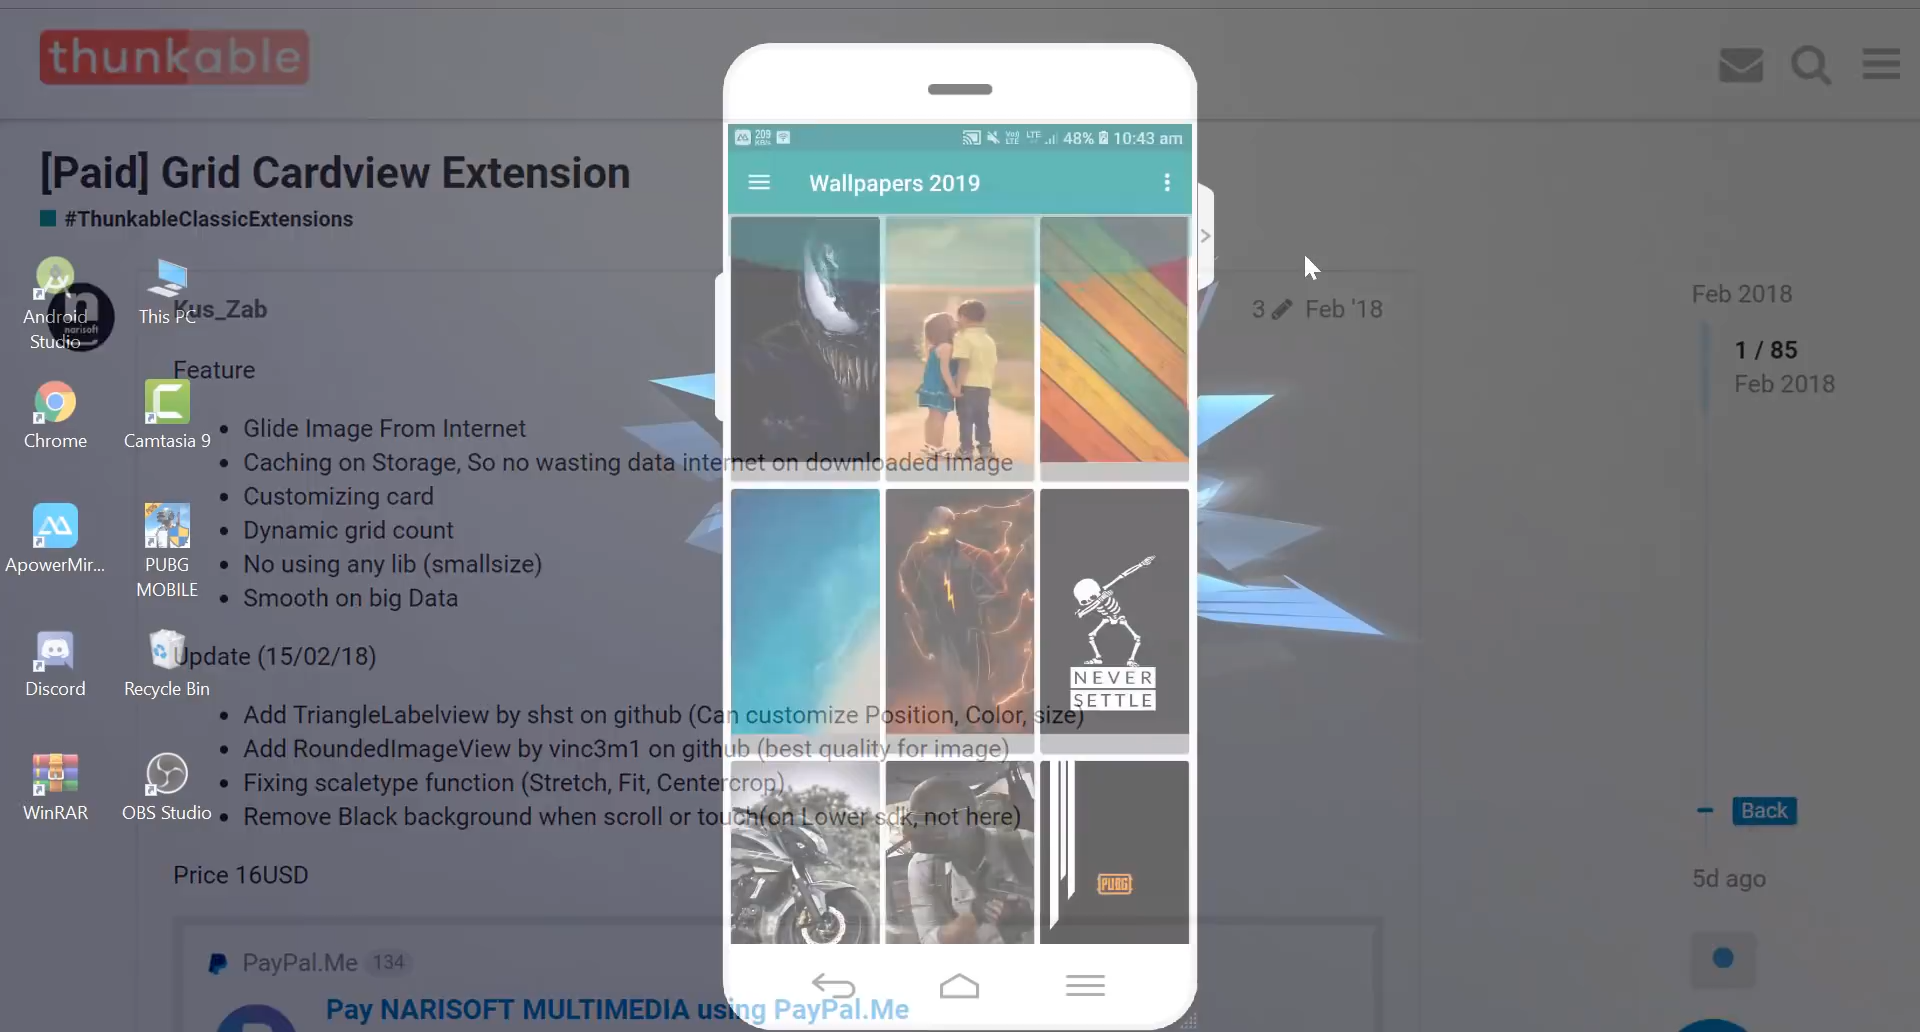 thunkable
[Paid] Grid Cardview Extension
#ThunkableClassicExtensions
Kus_Zab
3 Feb '18
Feature
Glide Image From Internet
Caching on Storage, So no wasting data internet on downloaded image
Customizing card
Dynamic grid count
No using any lib (smallsize)
Smooth on big Data
Update (15/02/18)
Add TriangleLabelview by shst on github (Can customize Position, Color, size)
Add RoundedImageView by vinc3m1 on github (best quality for image)
Fixing scaletype function (Stretch, Fit, Centercrop)
Remove Black background when scroll or touch(on Lower sdk, not here)
Price 16USD
PayPal.Me 134
Pay NARISOFT MULTIMEDIA using PayPal.Me
Android
Studio
narisoft
This PC
Chrome
Camtasia 9
ApowerMir...
PUBG
MOBILE
Discord
Recycle Bin
WinRAR
OBS Studio
209
KB/s
LTE
48%
10:43 am
Wallpapers 2019
NEVER
SETTLE
PUBG
Feb 2018
1 / 85
Feb 2018
Back
5d ago